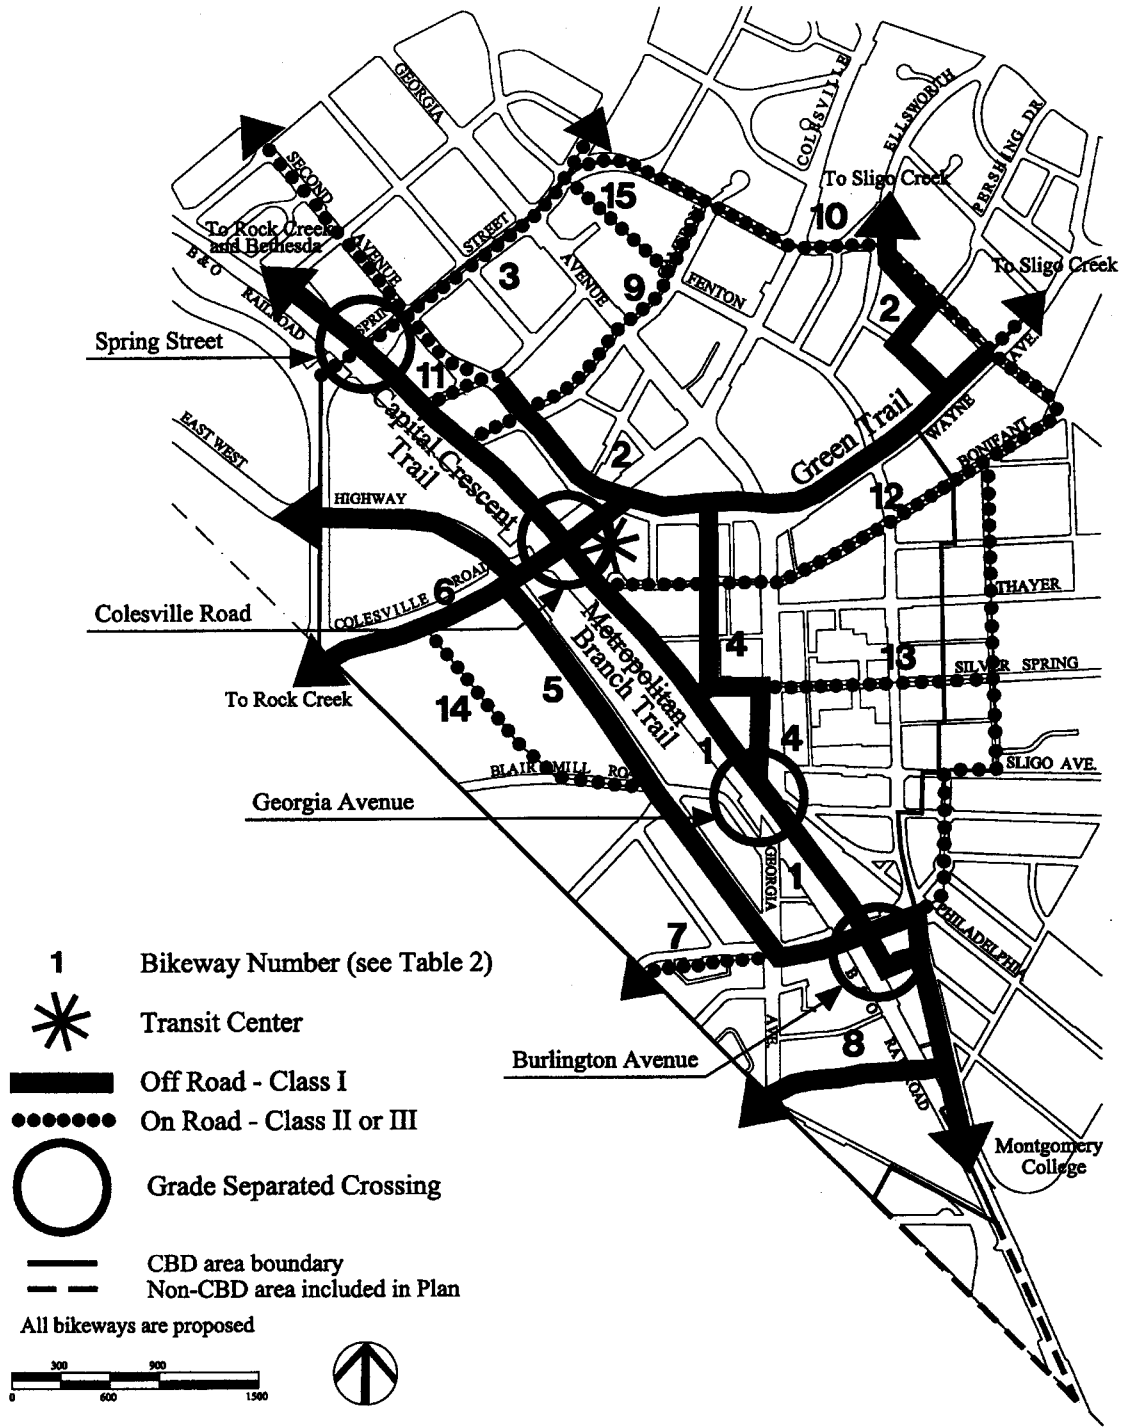 GEORGIA
COLESVILLE
ELLSWORTH
PERSHING DR
SECOND
AVENUE
To Sligo Creek
10
15
To Rock Creek
and Bethesda
B & O
RAILROAD
STREET
3
AVENUE
9
FENTON
2
To Sligo Creek
Spring Street
SPRING
11
AVE.
WAYNE
Capital Crescent
Trail
Green Trail
EAST WEST
HIGHWAY
2
BONIFANT
12
6
COLESVILLE ROAD
THAYER
Colesville Road
Metropolitan
Branch Trail
4
13
SILVER SPRING
To Rock Creek
14
5
1
4
SLIGO AVE.
BLAIR MILL RO
Georgia Avenue
GEORGIA
1
7
PHILADELPHIA
B
O
RA
ROAD
AVE.
8
Burlington Avenue
Montgomery
College
1 Bikeway Number (see Table 2)
Transit Center
Off Road - Class I
On Road - Class II or III
Grade Separated Crossing
CBD area boundary
Non-CBD area included in Plan
All bikeways are proposed
300 900
0 600 1500